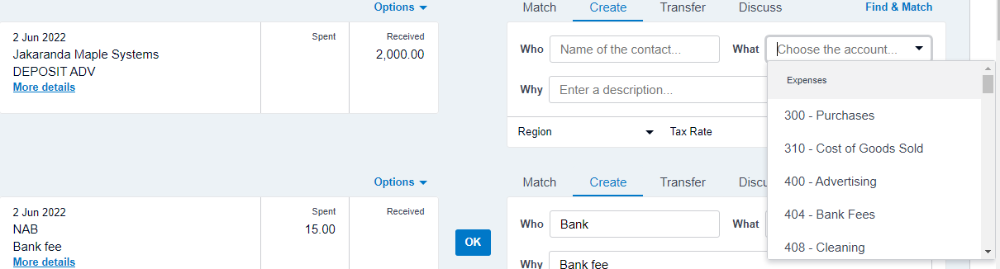 Options
Match Create Transfer Discuss Find & Match
2 Jun 2022 Spent Received
Jakaranda Maple Systems 2,000.00
DEPOSIT ADV
More details
Who Name of the contact... What Choose the account...
Why Enter a description...
Region Tax Rate
Expenses
300 - Purchases
310 - Cost of Goods Sold
400 - Advertising
404 - Bank Fees
408 - Cleaning
Options
Match Create Transfer Discu
2 Jun 2022 Spent Received
NAB 15.00
Bank fee
More details
OK
Who Bank What
Why Bank fee